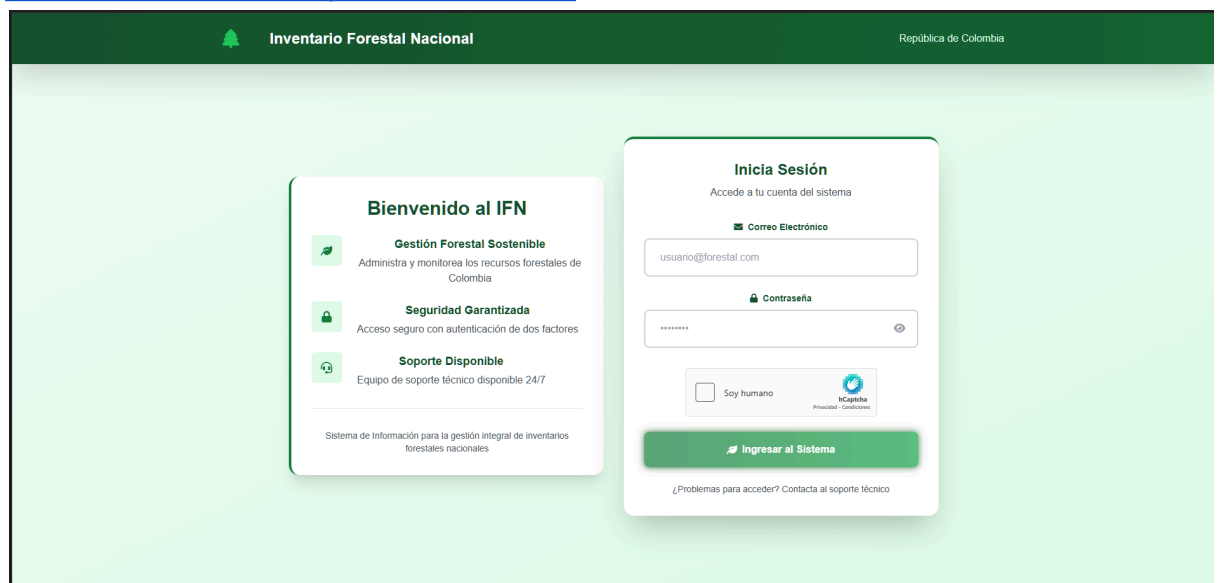 Inventario Forestal Nacional
República de Colombia
Bienvenido al IFN
Gestión Forestal Sostenible
Administra y monitorea los recursos forestales de
Colombia
Seguridad Garantizada
Acceso seguro con autenticación de dos factores
Soporte Disponible
Equipo de soporte técnico disponible 24/7
Sistema de Información para la gestión integral de inventarios
forestales nacionales
Inicia Sesión
Accede a tu cuenta del sistema
Correo Electrónico
usuario@forestal.com
Contraseña
••••••••
Soy humano
hCaptcha
Privacidad - Condiciones
Ingresar al Sistema
¿Problemas para acceder? Contacta al soporte técnico